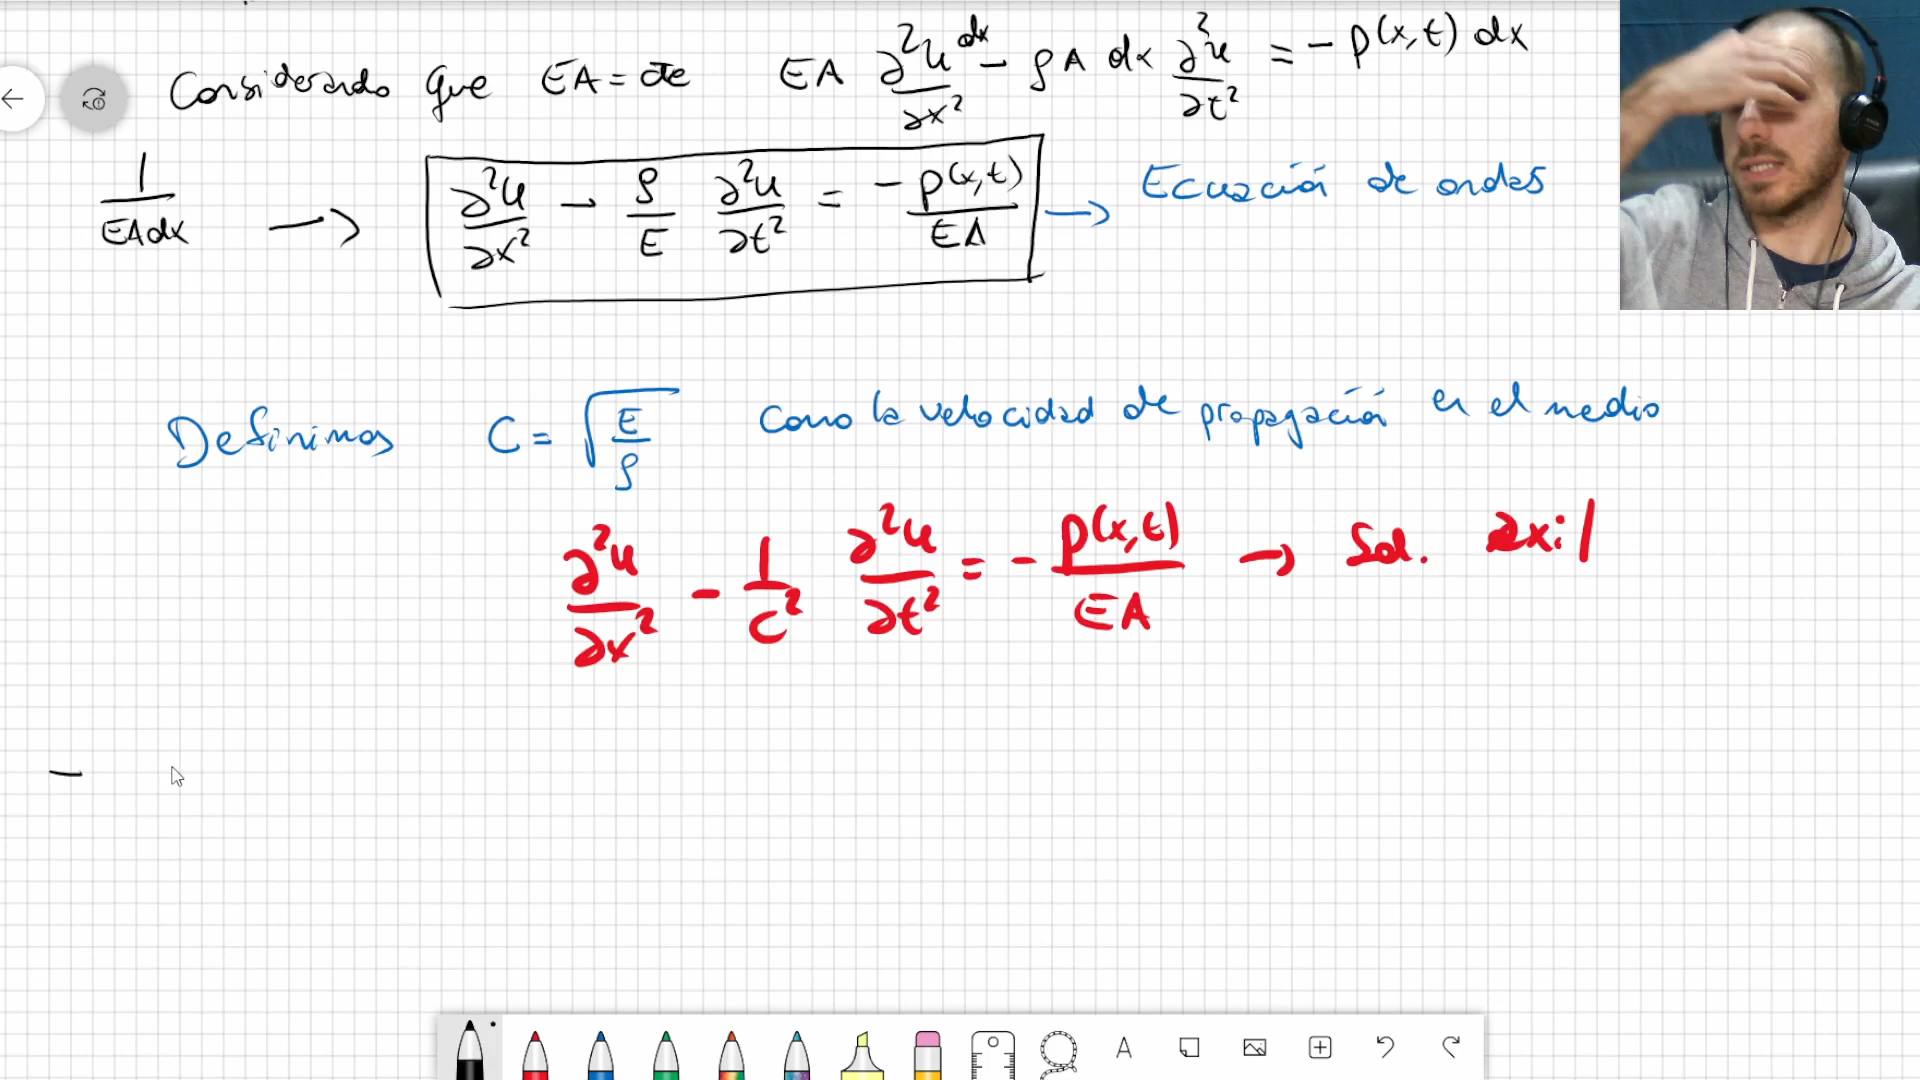 Considerando que EA = cte EA ∂²u/∂x² dx - ρA dx ∂²u/∂t² = - p(x,t) dx
1/EAdx → ∂²u/∂x² - ρ/E ∂²u/∂t² = - p(x,t)/EA → Ecuación de ondas
Definimos C = √(E/ρ) como la velocidad de propagación en el medio
∂²u/∂x² - 1/c² ∂²u/∂t² = - p(x,t)/EA → Sol. axil
-